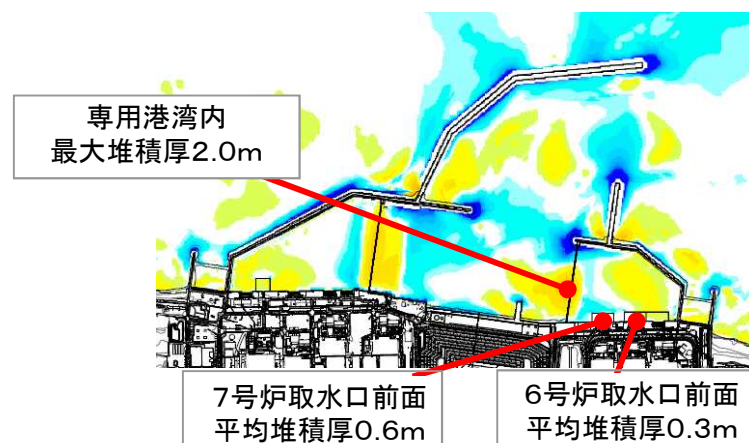 専用港湾内
最大堆積厚2.0m
7号炉取水口前面
平均堆積厚0.6m
6号炉取水口前面
平均堆積厚0.3m